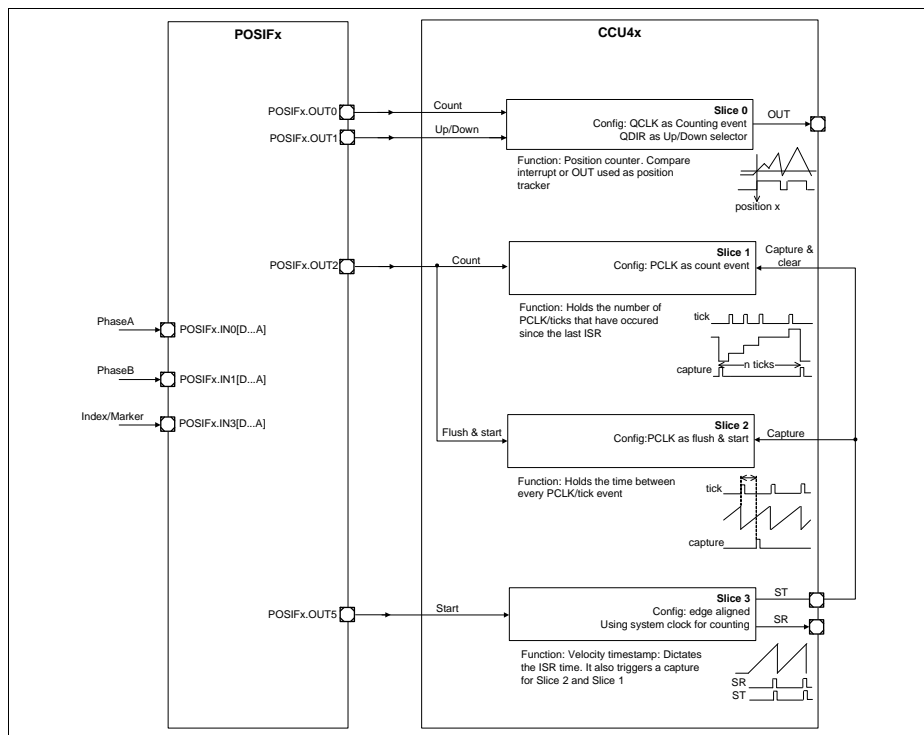 POSIFx
CCU4x
POSIFx.OUT0
Count
Slice 0
Config: QCLK as Counting event
QDIR as Up/Down selector
OUT
POSIFx.OUT1
Up/Down
Function: Position counter. Compare
interrupt or OUT used as position
tracker
position x
POSIFx.OUT2
Count
Slice 1
Config: PCLK as count event
Capture &
clear
Function: Holds the number of
PCLK/ticks that have occured
since the last ISR
tick
n ticks
capture
PhaseA
POSIFx.IN0[D...A]
PhaseB
POSIFx.IN1[D...A]
Index/Marker
POSIFx.IN3[D...A]
Flush & start
Slice 2
Config:PCLK as flush & start
Capture
Function: Holds the time between
every PCLK/tick event
tick
capture
POSIFx.OUT5
Start
Slice 3
Config: edge aligned
Using system clock for counting
ST
SR
Function: Velocity timestamp: Dictates
the ISR time. It also triggers a capture
for Slice 2 and Slice 1
SR
ST